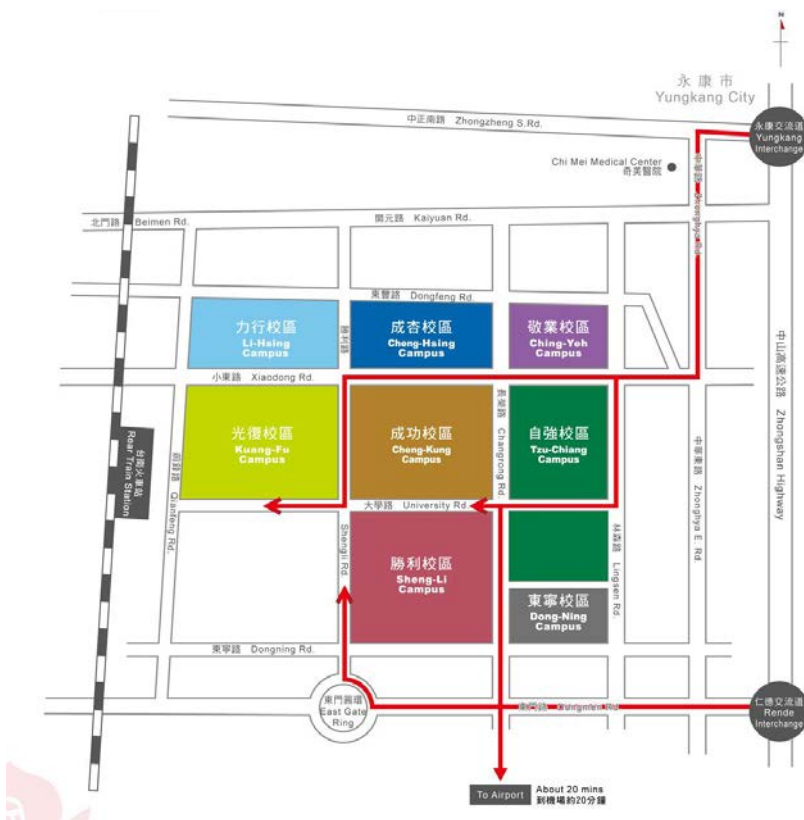 N
永康市
Yungkang City
永康交流道
Yungkang
Interchange
中正南路 Zhongzheng S.Rd.
Chi Mei Medical Center
奇美醫院
北門路 Beimen Rd.
開元路 Kaiyuan Rd.
東豐路 Dongfeng Rd.
力行校區
Li-Hsing
Campus
勝利路
成杏校區
Cheng-Hsing
Campus
敬業校區
Ching-Yeh
Campus
中山高速公路 Zhongshan Highway
小東路 Xiaodong Rd.
光復校區
Kuang-Fu
Campus
成功校區
Cheng-Kung
Campus
長榮路 Changrong Rd.
自強校區
Tzu-Chiang
Campus
台南火車站
Rear Train Station
前鋒路 Qianfeng Rd.
中華東路 Zhonghya E. Rd.
大學路 University Rd.
Shengli Rd.
勝利校區
Sheng-Li
Campus
林森路 Lingsen Rd.
東寧校區
Dong-Ning
Campus
東寧路 Dongning Rd.
東門圓環
East Gate
Ring
仁德交流道
Rende
Interchange
To Airport
About 20 mins
到機場約20分鐘